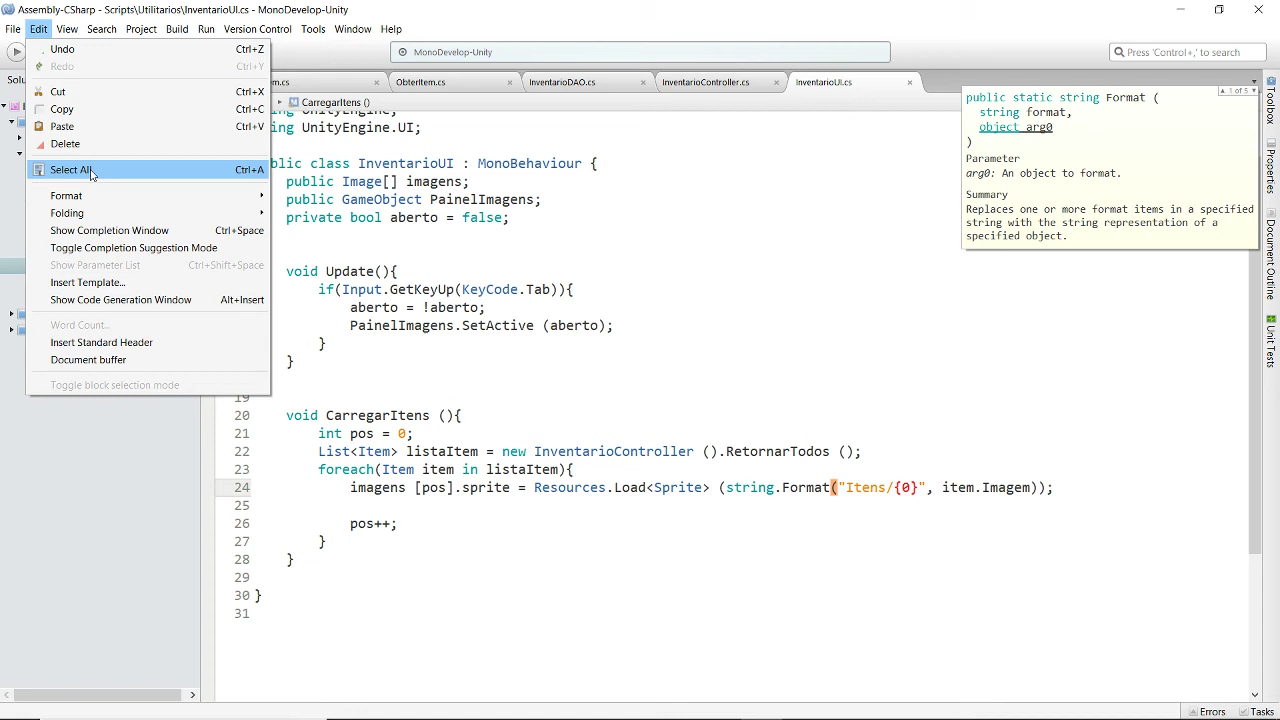 Assembly-CSharp - Scripts\Utilitarios\InventarioUI.cs - MonoDevelop-Unity
File Edit View Search Project Build Run Version Control Tools Window Help
MonoDevelop-Unity
Press 'Control+,' to search
Undo Ctrl+Z
Redo Ctrl+Y
Cut Ctrl+X
Copy Ctrl+C
Paste Ctrl+V
Delete
Select All Ctrl+A
Format
Folding
Show Completion Window Ctrl+Space
Toggle Completion Suggestion Mode
Show Parameter List Ctrl+Shift+Space
Insert Template...
Show Code Generation Window Alt+Insert
Word Count...
Insert Standard Header
Document buffer
Toggle block selection mode
Solu
em.cs ObterItem.cs InventarioDAO.cs InventarioController.cs InventarioUI.cs
CarregarItens ()
ing UnityEngine.UI;
blic class InventarioUI : MonoBehaviour {
public Image[] imagens;
public GameObject PainelImagens;
private bool aberto = false;
void Update(){
if(Input.GetKeyUp(KeyCode.Tab)){
aberto = !aberto;
PainelImagens.SetActive (aberto);
}
}
19
20 void CarregarItens (){
21 int pos = 0;
22 List<Item> listaItem = new InventarioController ().RetornarTodos ();
23 foreach(Item item in listaItem){
24 imagens [pos].sprite = Resources.Load<Sprite> (string.Format("Itens/{0}", item.Imagem));
25
26 pos++;
27 }
28 }
29
30 }
31
1 of 5
public static string Format (
string format,
object arg0
)
Parameter
arg0: An object to format.
Summary
Replaces one or more format items in a specified
string with the string representation of a
specified object.
Toolbox
Properties
Document Outline
Unit Tests
Errors Tasks